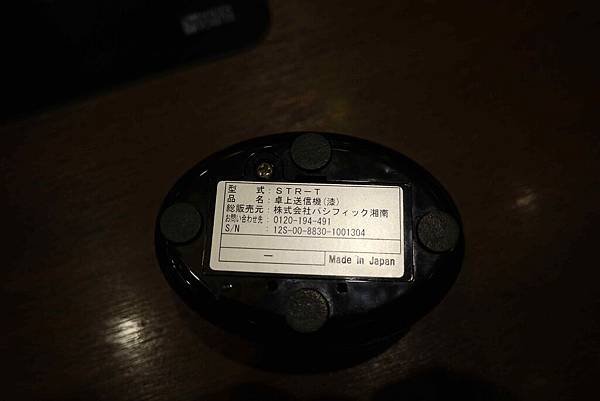 型 式：STR－T
品 名：卓上送信機(漆)
総販売元：株式会社パシフィック湘南
お問い合わせ先：0120-194-491
S/N ：12S-00-8830-1001304
― Made in Japan